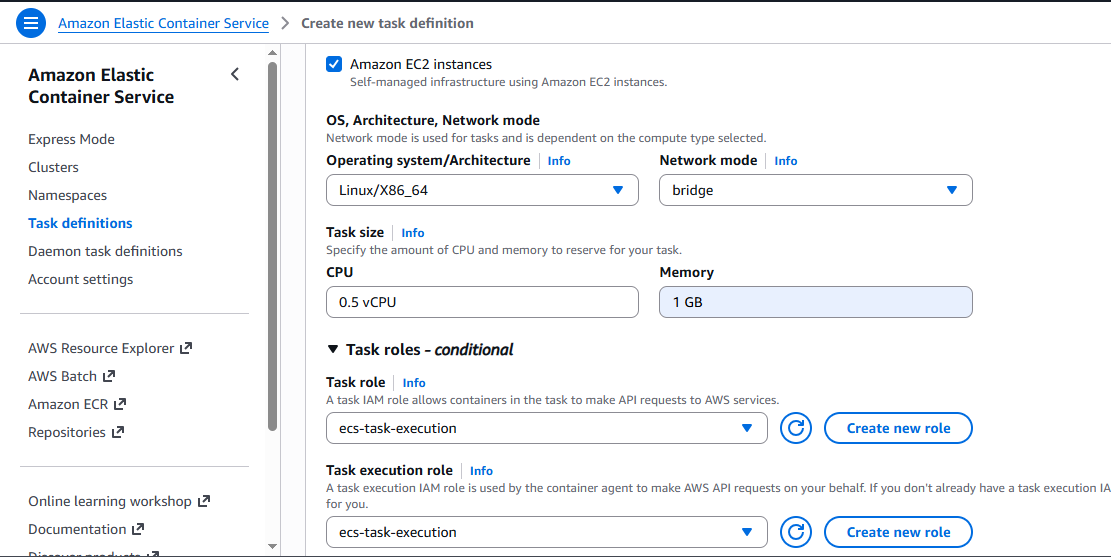 Amazon Elastic Container Service > Create new task definition
Amazon Elastic
Container Service
Express Mode
Clusters
Namespaces
Task definitions
Daemon task definitions
Account settings
AWS Resource Explorer
AWS Batch
Amazon ECR
Repositories
Online learning workshop
Documentation
Discover products
Amazon EC2 instances
Self-managed infrastructure using Amazon EC2 instances.
OS, Architecture, Network mode
Network mode is used for tasks and is dependent on the compute type selected.
Operating system/Architecture Info Network mode Info
Linux/X86_64 bridge
Task size Info
Specify the amount of CPU and memory to reserve for your task.
CPU Memory
0.5 vCPU 1 GB
Task roles - conditional
Task role Info
A task IAM role allows containers in the task to make API requests to AWS services.
ecs-task-execution Create new role
Task execution role Info
A task execution IAM role is used by the container agent to make AWS API requests on your behalf. If you don't already have a task execution IA
for you.
ecs-task-execution Create new role